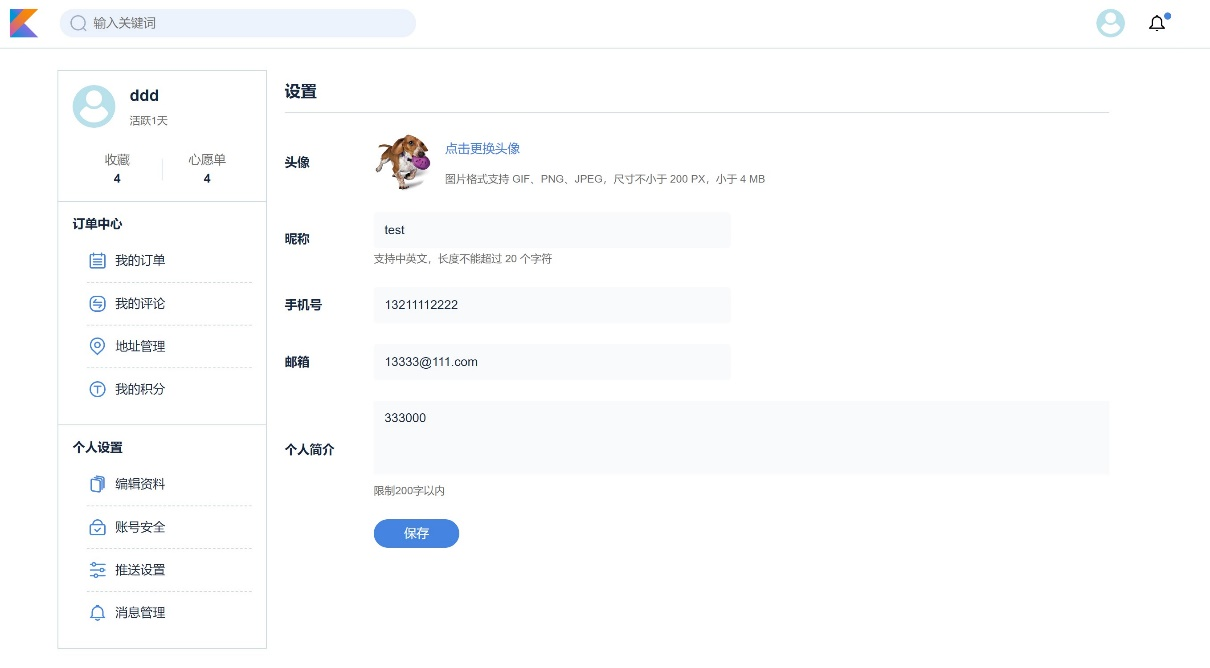 输入关键词
ddd
活跃1天
收藏 心愿单
4 4
订单中心
我的订单
我的评论
地址管理
我的积分
个人设置
编辑资料
账号安全
推送设置
消息管理
设置
头像
点击更换头像
图片格式支持 GIF、PNG、JPEG，尺寸不小于 200 PX，小于 4 MB
昵称
test
支持中英文，长度不能超过 20 个字符
手机号
13211112222
邮箱
13333@111.com
个人简介
333000
限制200字以内
保存